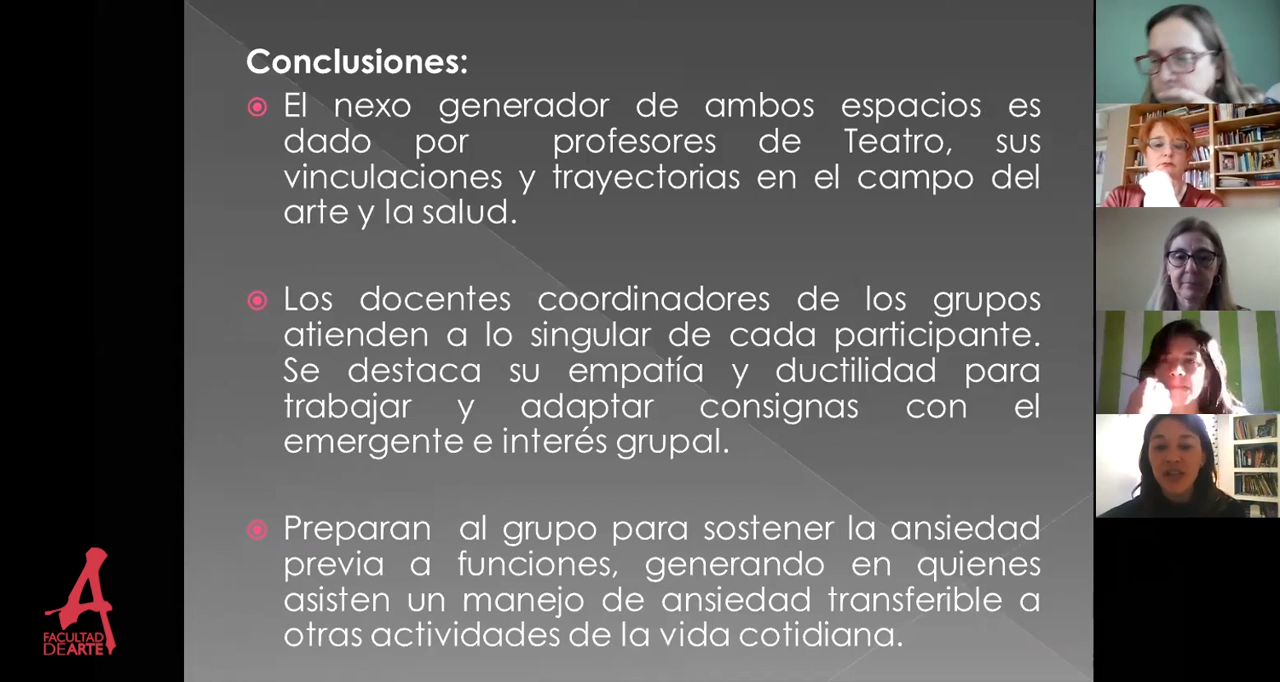 Conclusiones:
El nexo generador de ambos espacios es
dado por profesores de Teatro, sus
vinculaciones y trayectorias en el campo del
arte y la salud.
Los docentes coordinadores de los grupos
atienden a lo singular de cada participante.
Se destaca su empatía y ductilidad para
trabajar y adaptar consignas con el
emergente e interés grupal.
Preparan al grupo para sostener la ansiedad
previa a funciones, generando en quienes
asisten un manejo de ansiedad transferible a
otras actividades de la vida cotidiana.
A
FACULTAD
DEARTE